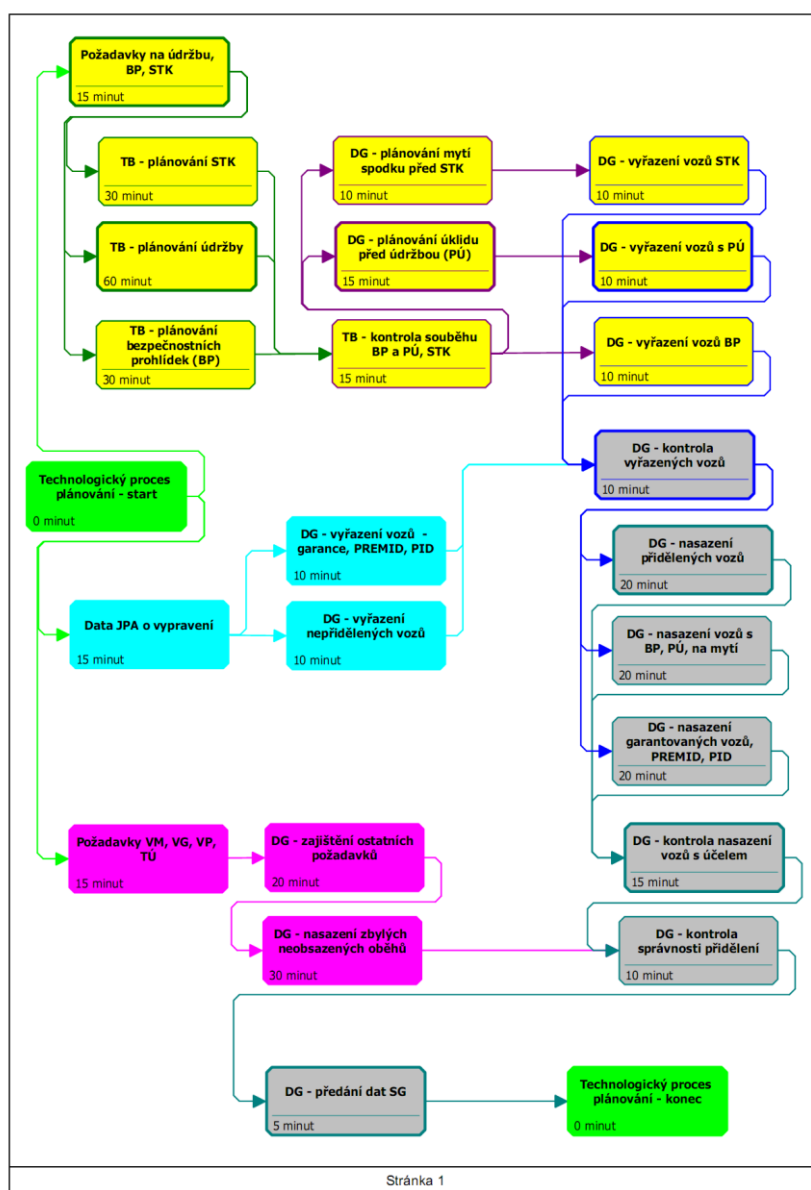 Požadavky na údržbu,
BP, STK
15 minut
TB - plánování STK
30 minut
DG - plánování mytí
spodku před STK
10 minut
DG - vyřazení vozů STK
10 minut
TB - plánování údržby
60 minut
DG - plánování úklidu
před údržbou (PÚ)
15 minut
DG - vyřazení vozů s PÚ
10 minut
TB - plánování
bezpečnostních
prohlídek (BP)
30 minut
TB - kontrola souběhu
BP a PÚ, STK
15 minut
DG - vyřazení vozů BP
10 minut
DG - kontrola
vyřazených vozů
10 minut
Technologický proces
plánování - start
0 minut
DG - vyřazení vozů  -
garance, PREMID, PID
10 minut
DG - nasazení
přidělených vozů
20 minut
Data JPA o vypravení
15 minut
DG - vyřazení
nepřidělených vozů
10 minut
DG - nasazení vozů s
BP, PÚ, na mytí
20 minut
DG - nasazení
garantovaných vozů,
PREMID, PID
20 minut
Požadavky VM, VG, VP,
TÚ
15 minut
DG - zajištění ostatních
požadavků
20 minut
DG - kontrola nasazení
vozů s účelem
15 minut
DG - nasazení zbylých
neobsazených oběhů
30 minut
DG - kontrola
správnosti přidělení
10 minut
DG - předání dat SG
5 minut
Technologický proces
plánování - konec
0 minut
Stránka 1